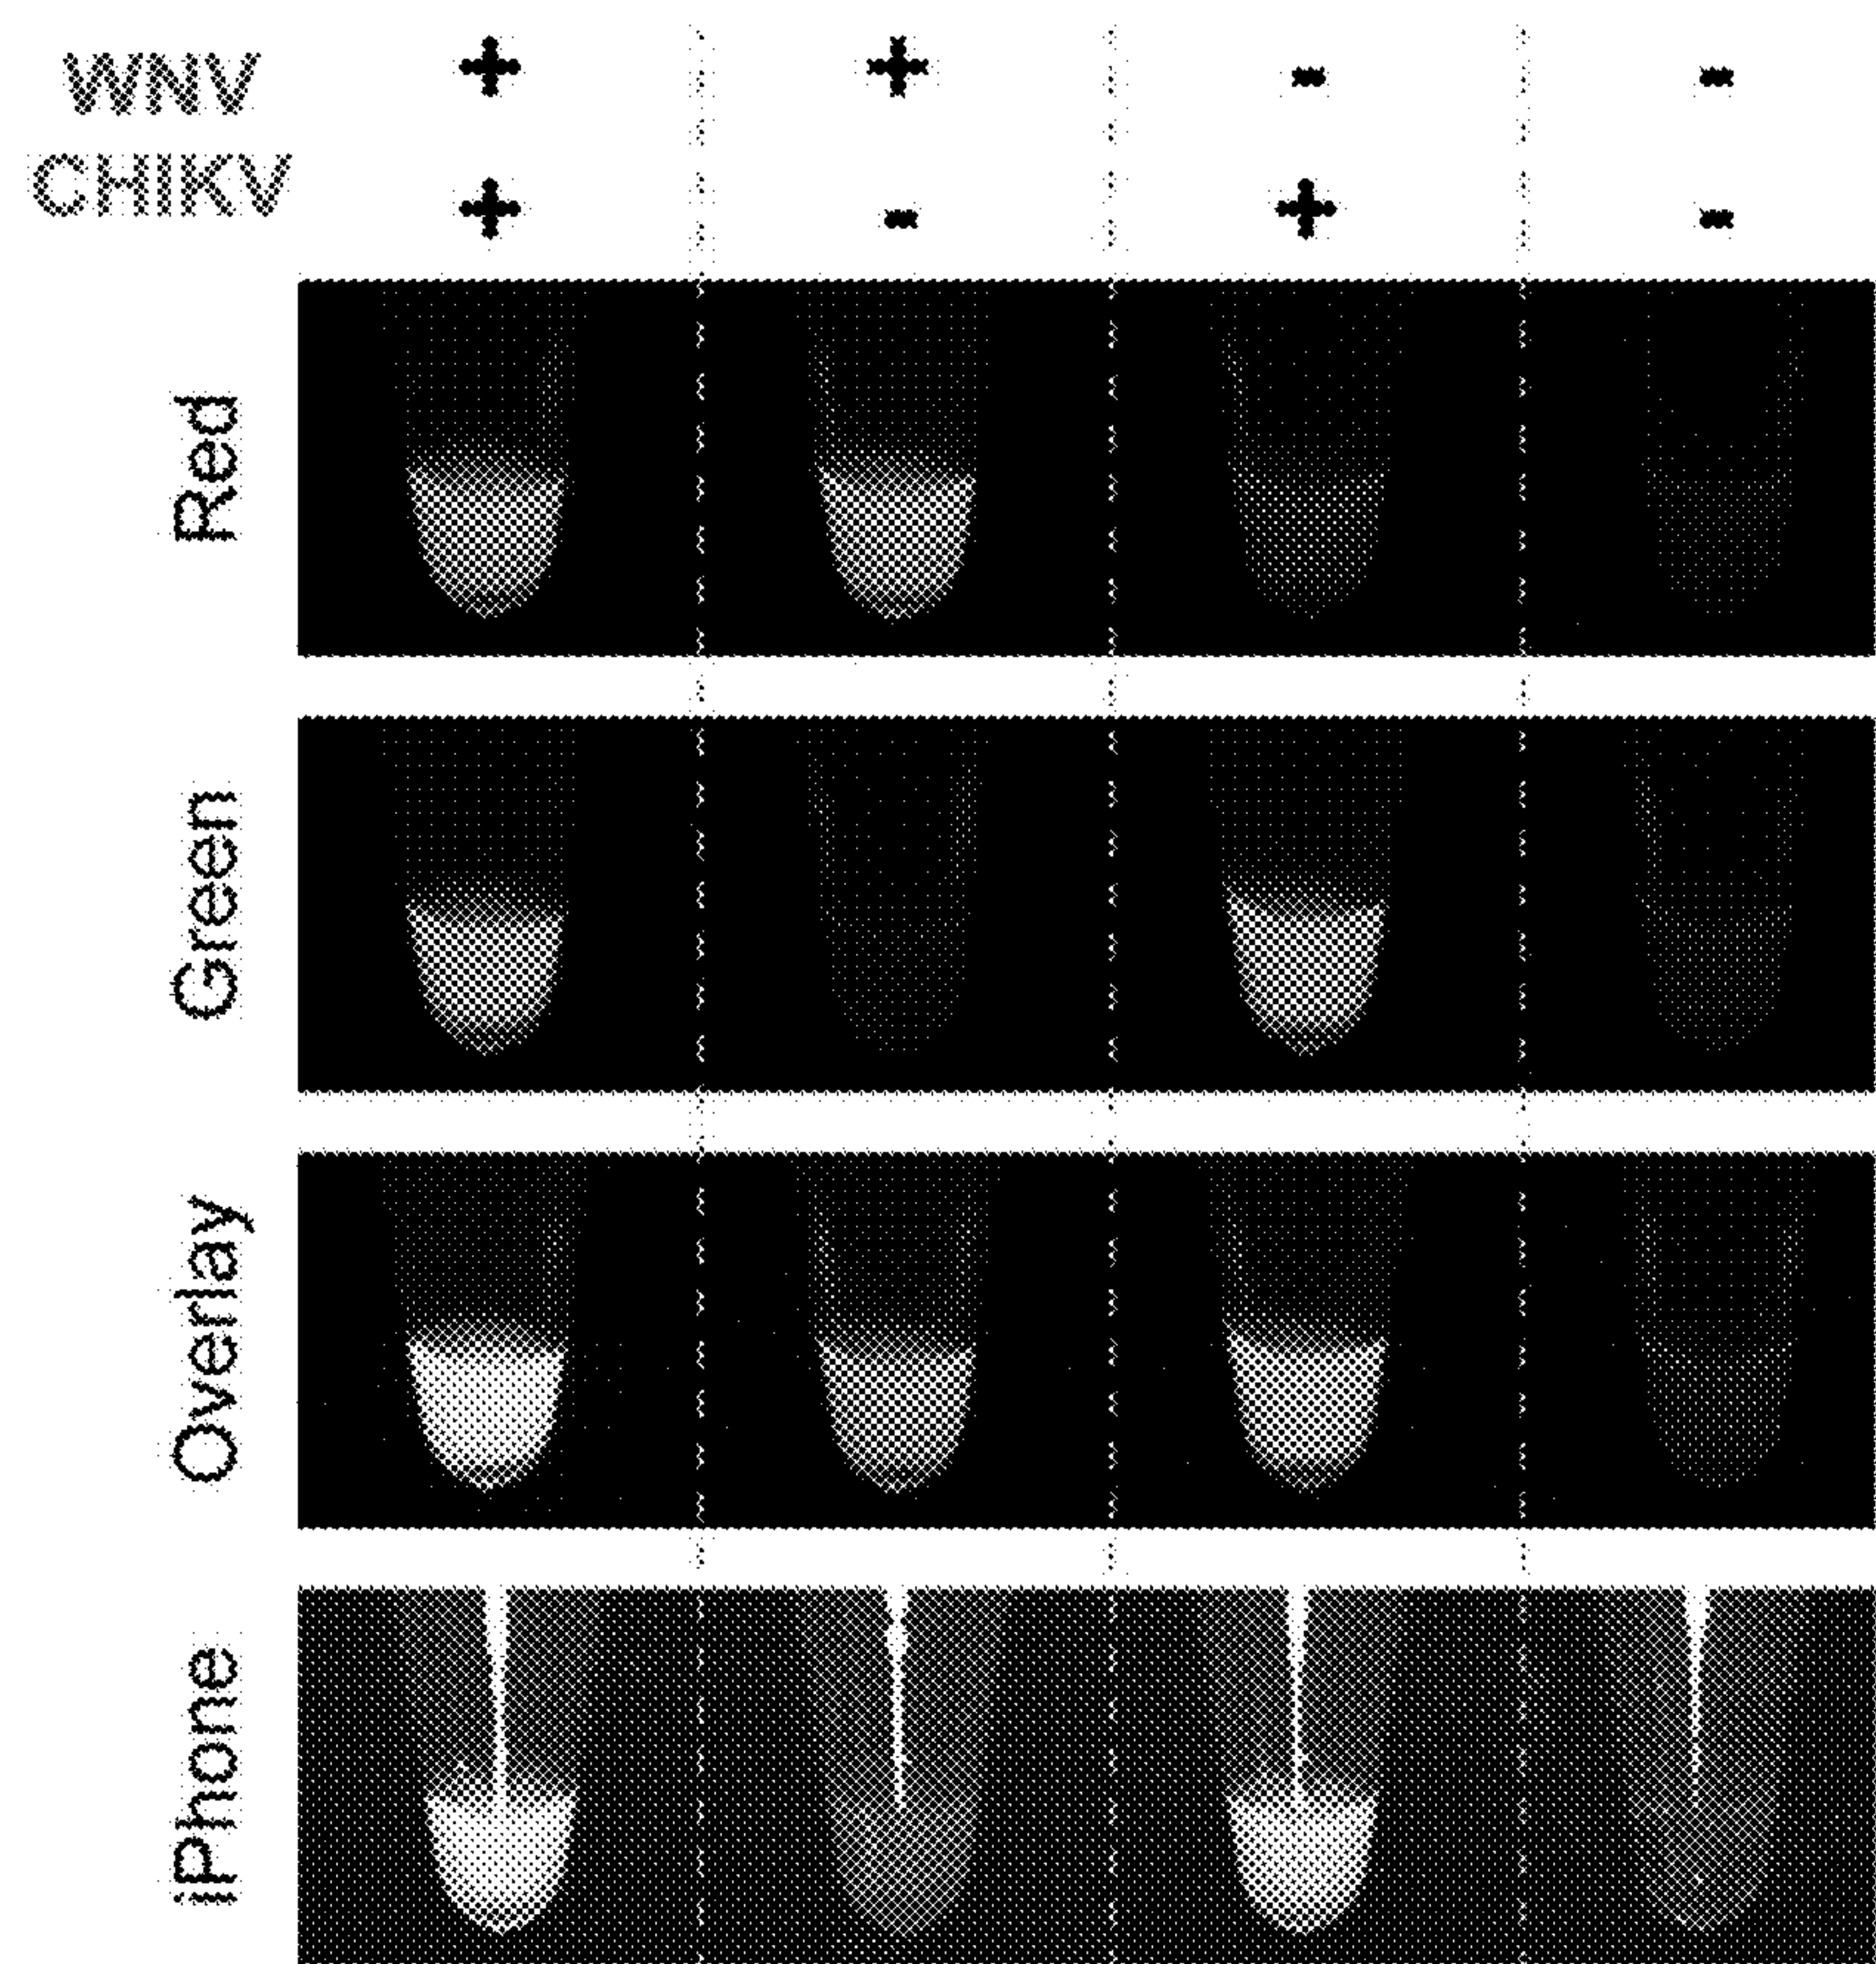 WNV + + - -
CHIKV + - + -
Red
Green
Overlay
iPhone